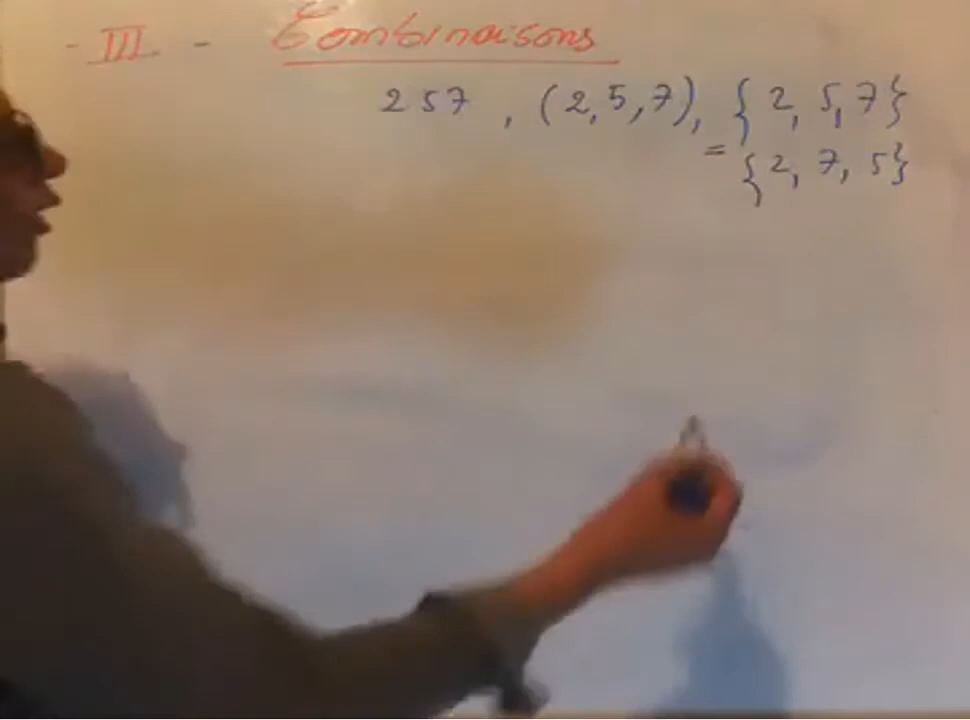 - III - Combinaisons
257 , (2,5,7), {2, 5,7}
= {2, 7, 5}